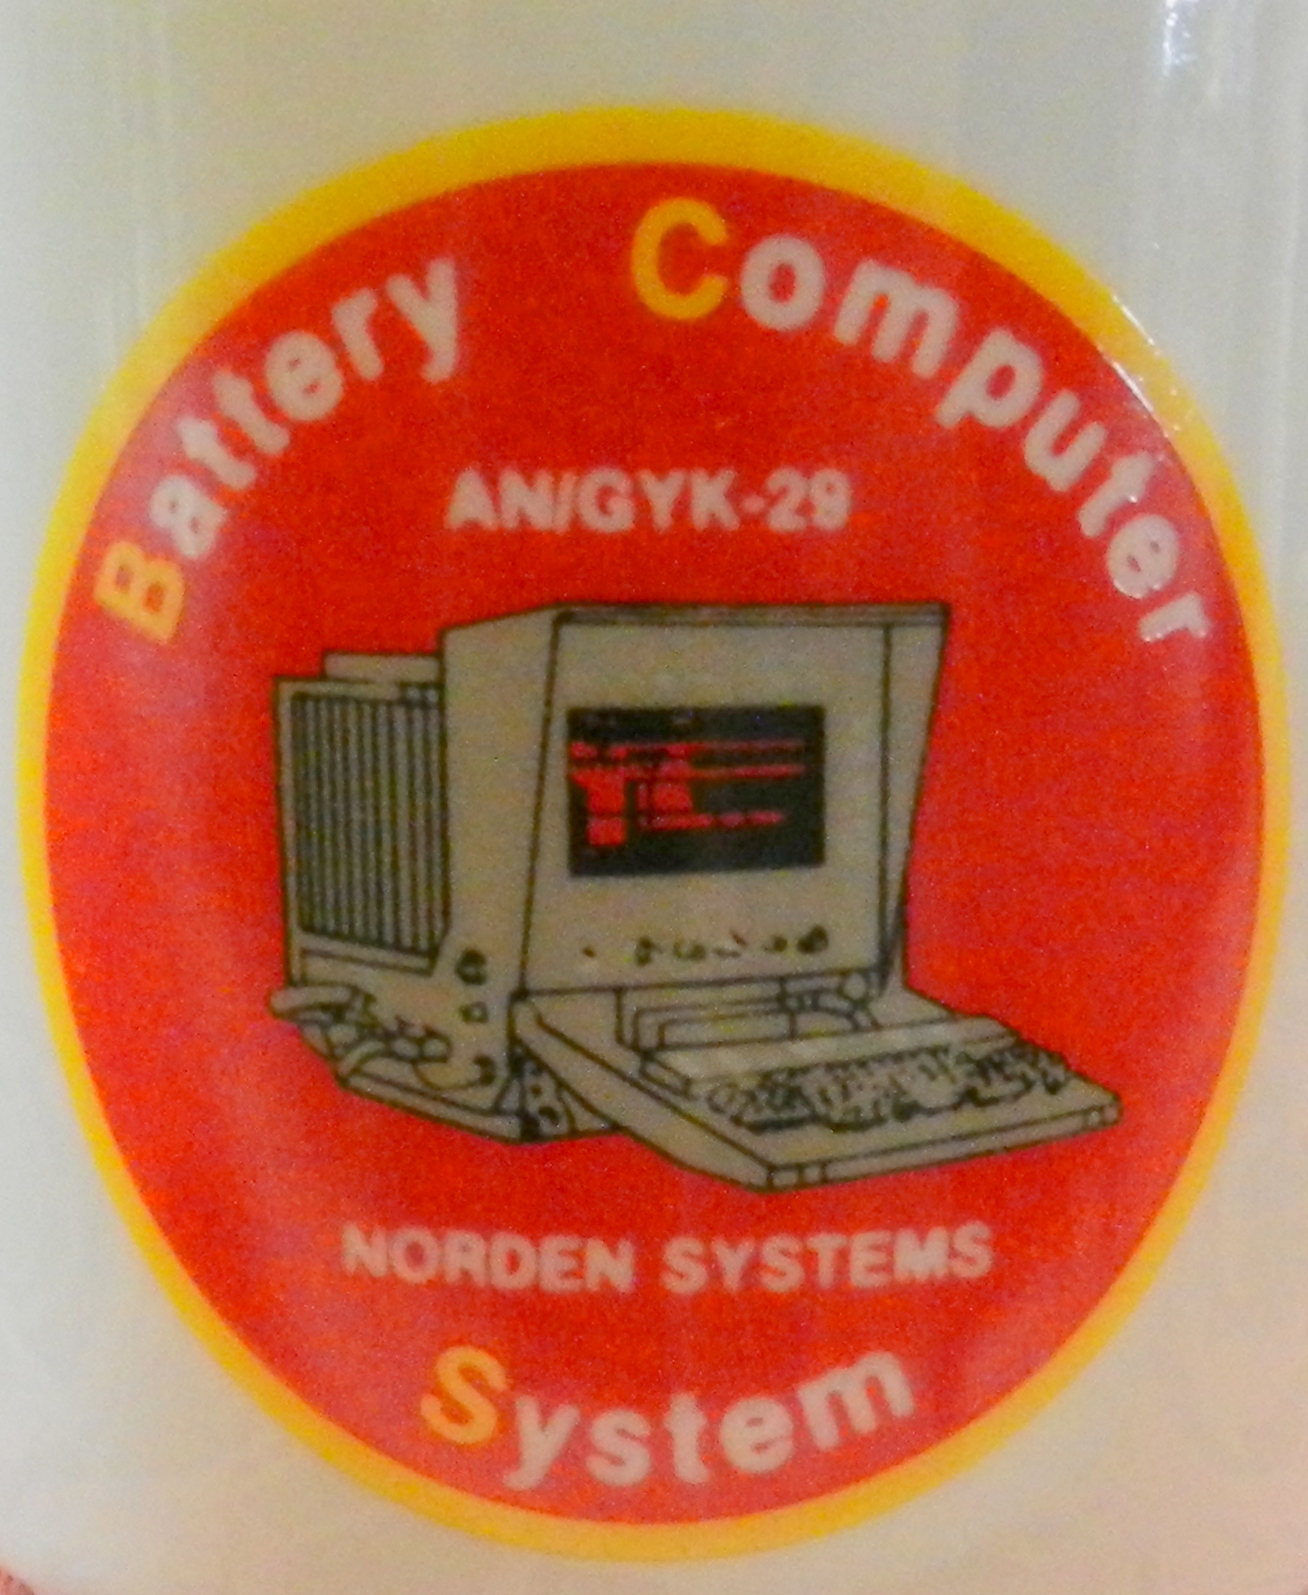 Battery Computer
AN/GYK-29
NORDEN SYSTEMS
System